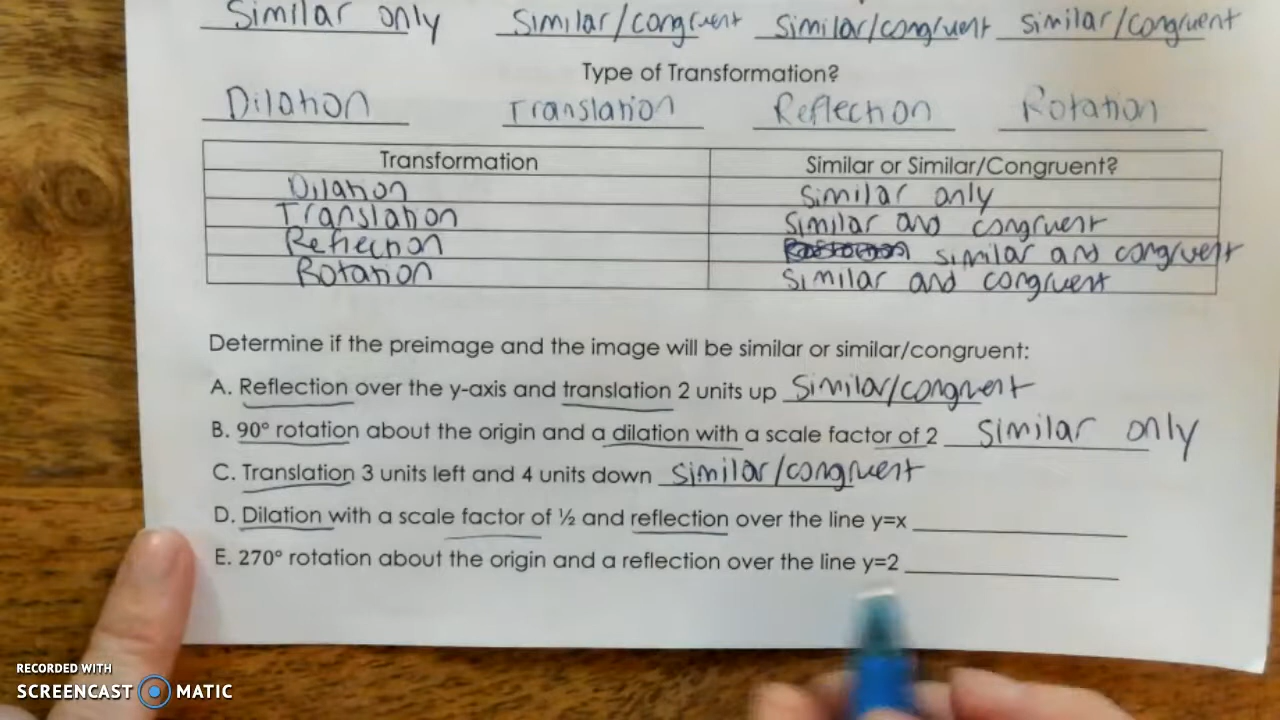 Similar only Similar/congruent Similar/congruent Similar/congruent
Type of Transformation?
Dilation Translation Reflection Rotation
Transformation Similar or Similar/Congruent?
Dilation Similar only
Translation Similar and congruent
Reflection similar and congruent
Rotation Similar and congruent
Determine if the preimage and the image will be similar or similar/congruent:
A. Reflection over the y-axis and translation 2 units up Similar/congruent
B. 90° rotation about the origin and a dilation with a scale factor of 2 Similar only
C. Translation 3 units left and 4 units down similar/congruent
D. Dilation with a scale factor of ½ and reflection over the line y=x
E. 270° rotation about the origin and a reflection over the line y=2
RECORDED WITH
SCREENCAST MATIC